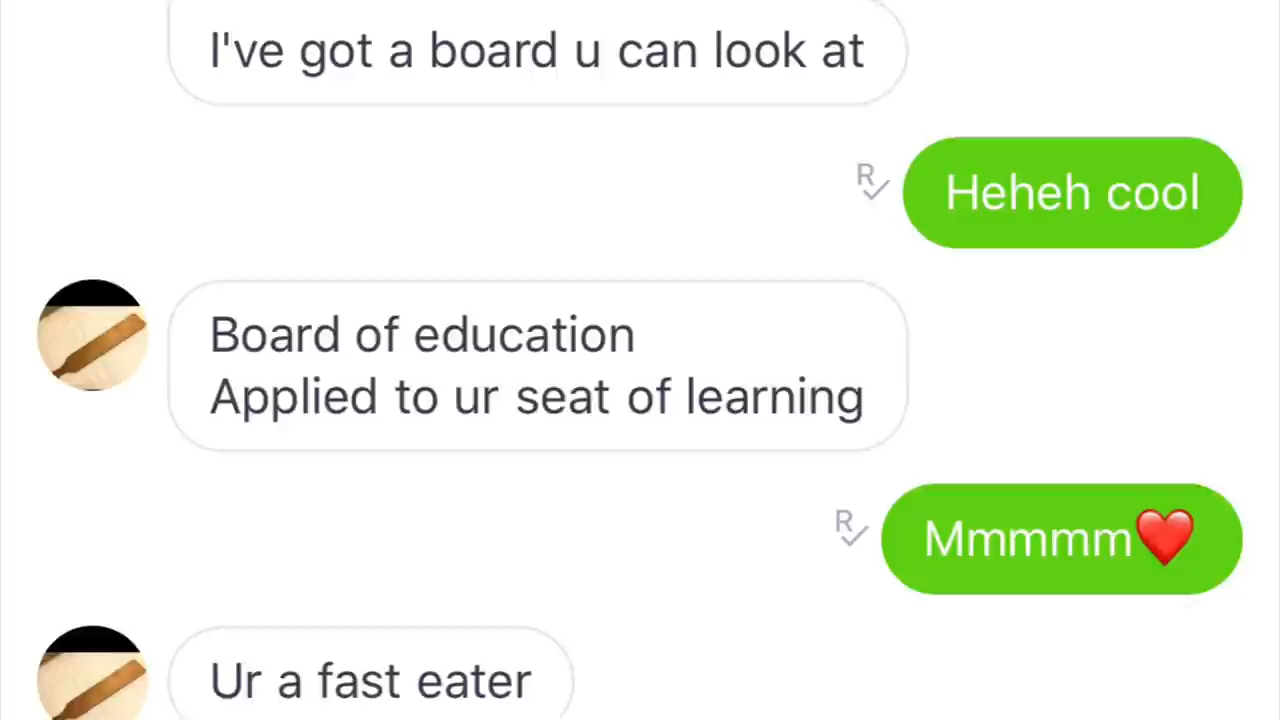 I've got a board u can look at
R
Heheh cool
Board of education
Applied to ur seat of learning
R
Mmmmm❤️
Ur a fast eater